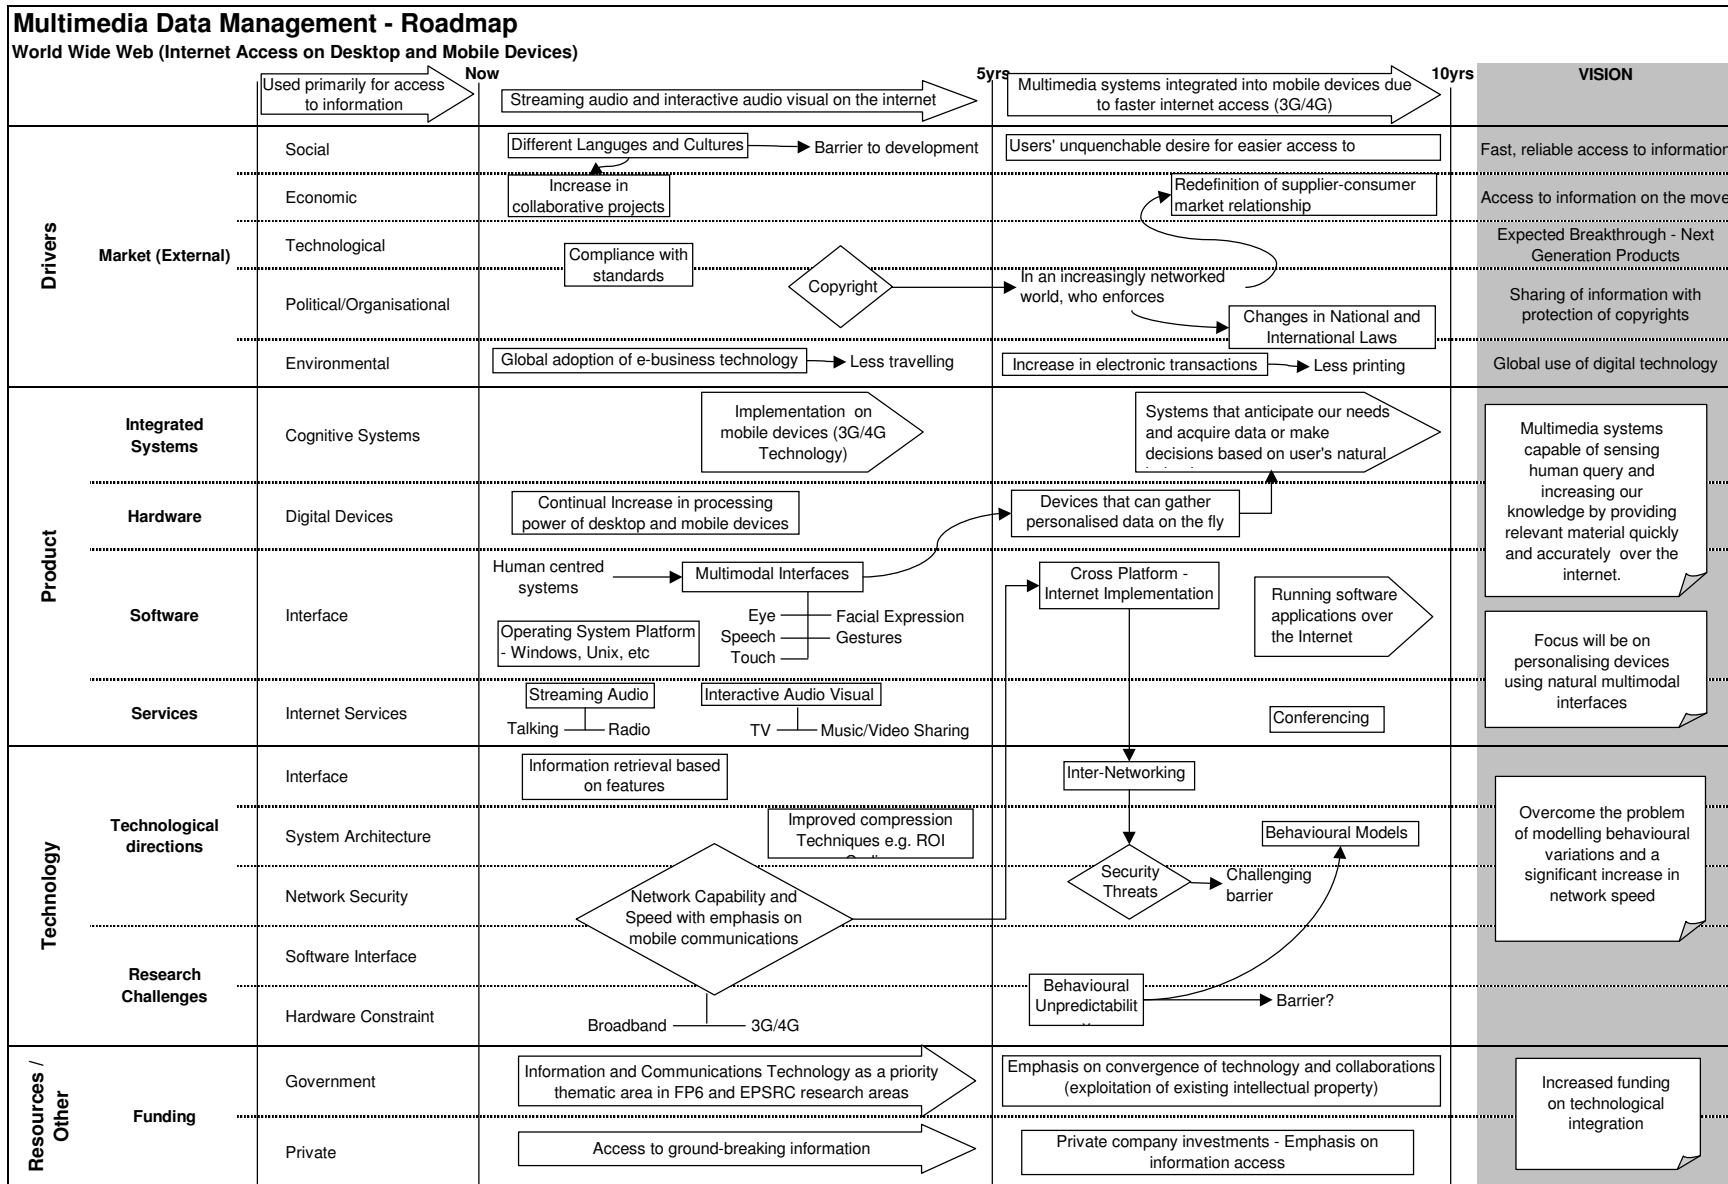 Multimedia Data Management - Roadmap
World Wide Web (Internet Access on Desktop and Mobile Devices)
Used primarily for access
to information
Now
Streaming audio and interactive audio visual on the internet
5yrs
Multimedia systems integrated into mobile devices due
to faster internet access (3G/4G)
10yrs
VISION
Drivers
Market (External)
Social
Different Languges and Cultures
Barrier to development
Users' unquenchable desire for easier access to
Fast, reliable access to information
Economic
Increase in
collaborative projects
Redefinition of supplier-consumer
market relationship
Access to information on the move
Technological
Compliance with
standards
Expected Breakthrough - Next
Generation Products
Political/Organisational
Copyright
In an increasingly networked
world, who enforces
Changes in National and
International Laws
Sharing of information with
protection of copyrights
Environmental
Global adoption of e-business technology
Less travelling
Increase in electronic transactions
Less printing
Global use of digital technology
Product
Integrated
Systems
Cognitive Systems
Implementation on
mobile devices (3G/4G
Technology)
Systems that anticipate our needs
and acquire data or make
decisions based on user's natural
Multimedia systems
capable of sensing
human query and
increasing our
knowledge by providing
relevant material quickly
and accurately over the
internet.
Hardware
Digital Devices
Continual Increase in processing
power of desktop and mobile devices
Devices that can gather
personalised data on the fly
Software
Interface
Human centred
systems
Multimodal Interfaces
Eye
Facial Expression
Speech
Gestures
Touch
Operating System Platform
- Windows, Unix, etc
Cross Platform -
Internet Implementation
Running software
applications over
the Internet
Focus will be on
personalising devices
using natural multimodal
interfaces
Services
Internet Services
Streaming Audio
Talking
Radio
Interactive Audio Visual
TV
Music/Video Sharing
Conferencing
Technology
Technological
directions
Interface
Information retrieval based
on features
Inter-Networking
System Architecture
Improved compression
Techniques e.g. ROI
Behavioural Models
Overcome the problem
of modelling behavioural
variations and a
significant increase in
network speed
Network Security
Network Capability and
Speed with emphasis on
mobile communications
Security
Threats
Challenging
barrier
Research
Challenges
Software Interface
Behavioural
Unpredictabilit
Barrier?
Hardware Constraint
Broadband
3G/4G
Resources /
Other
Funding
Government
Information and Communications Technology as a priority
thematic area in FP6 and EPSRC research areas
Emphasis on convergence of technology and collaborations
(exploitation of existing intellectual property)
Increased funding
on technological
integration
Private
Access to ground-breaking information
Private company investments - Emphasis on
information access